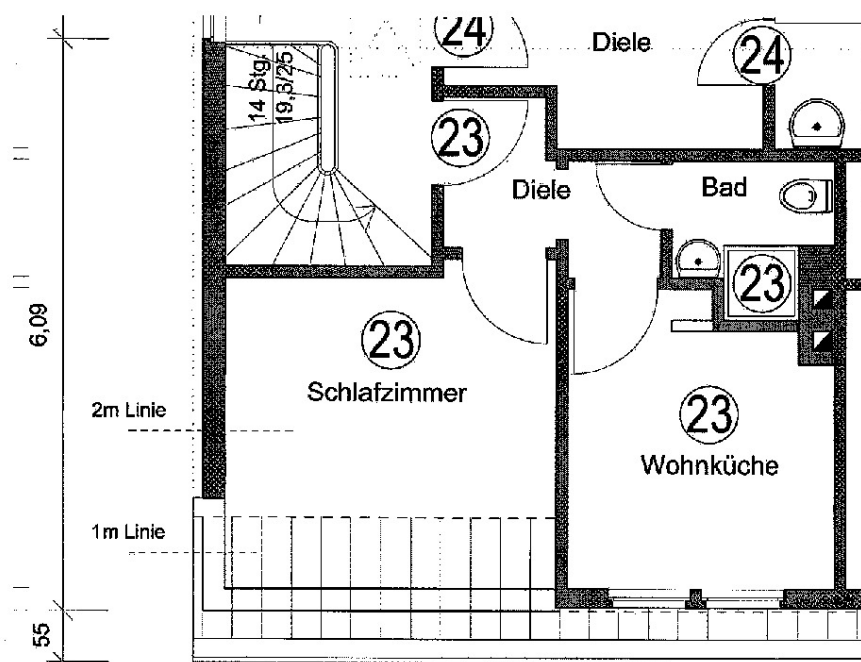 24
Diele
24
14 Stg.
19,3/25
23
Diele
Bad
23
6,09
23
Schlafzimmer
2m Linie
23
Wohnküche
1m Linie
55